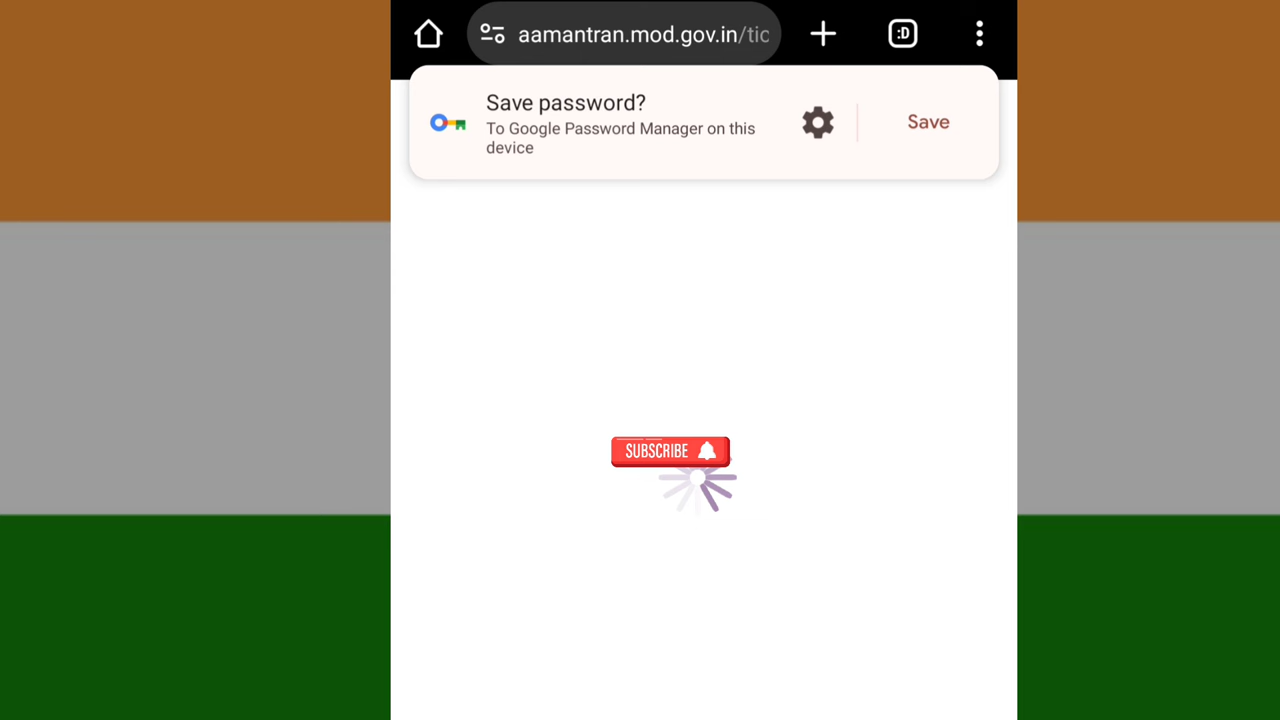 aamantran.mod.gov.in/tic
:D
Save password?
To Google Password Manager on this
device
Save
SUBSCRIBE